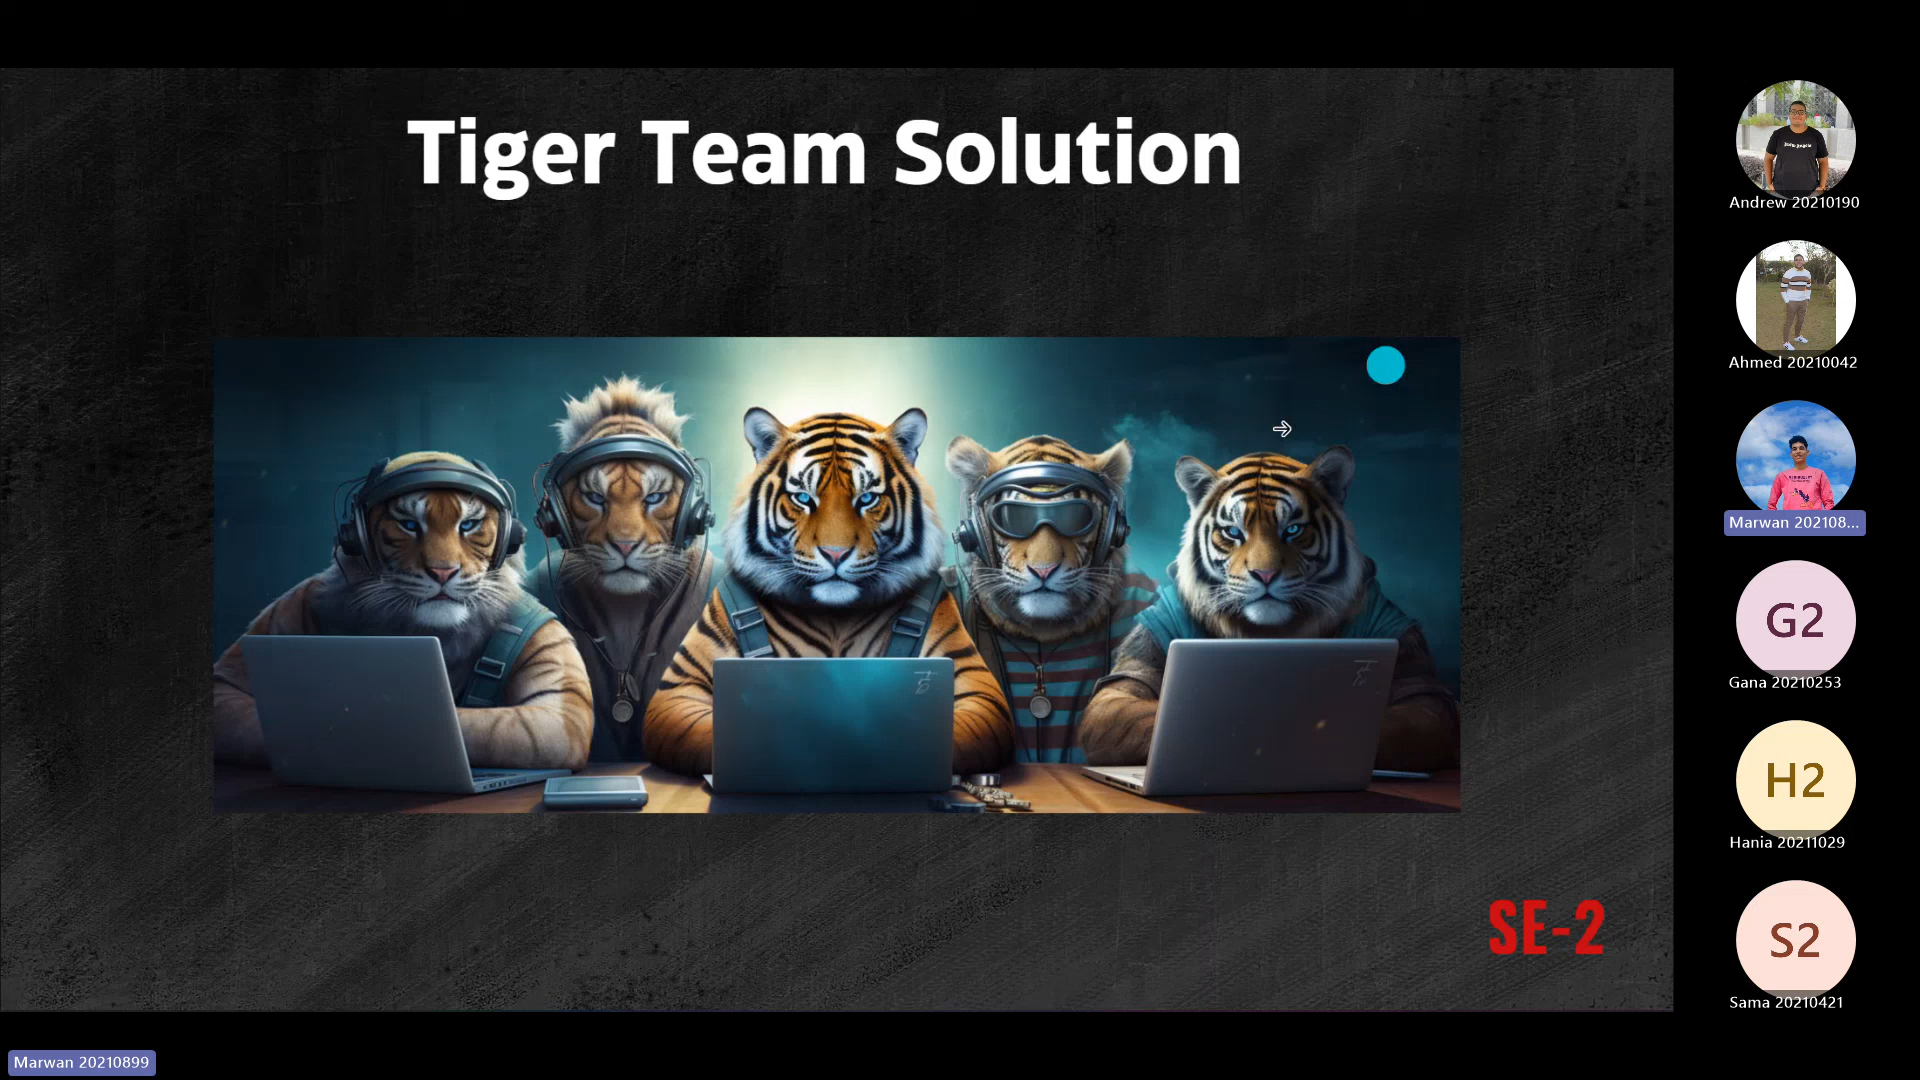 Tiger Team Solution
SE-2
Andrew 20210190
Ahmed 20210042
Marwan 202108...
G2
Gana 20210253
H2
Hania 20211029
S2
Sama 20210421
Marwan 20210899